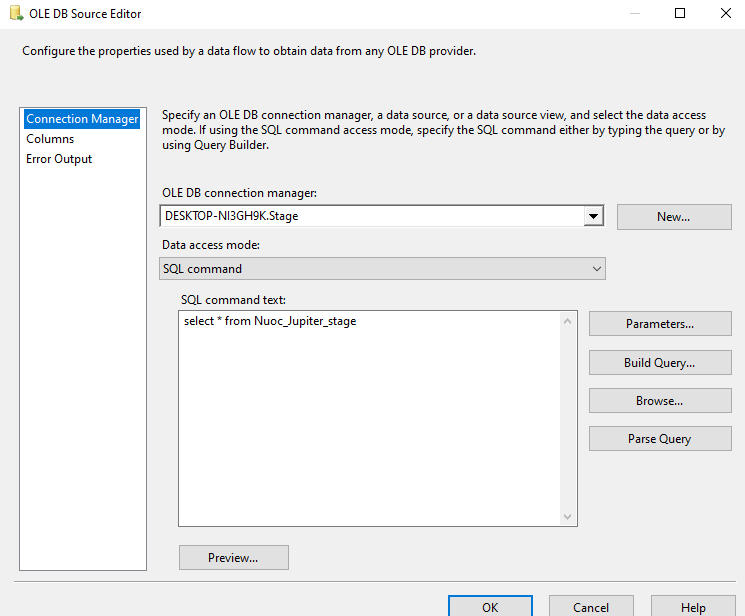 OLE DB Source Editor
Configure the properties used by a data flow to obtain data from any OLE DB provider.
Connection Manager
Columns
Error Output
Specify an OLE DB connection manager, a data source, or a data source view, and select the data access
mode. If using the SQL command access mode, specify the SQL command either by typing the query or by
using Query Builder.
OLE DB connection manager:
DESKTOP-NI3GH9K.Stage
New...
Data access mode:
SQL command
SQL command text:
select * from Nuoc_Jupiter_stage
Parameters...
Build Query...
Browse...
Parse Query
Preview...
OK
Cancel
Help